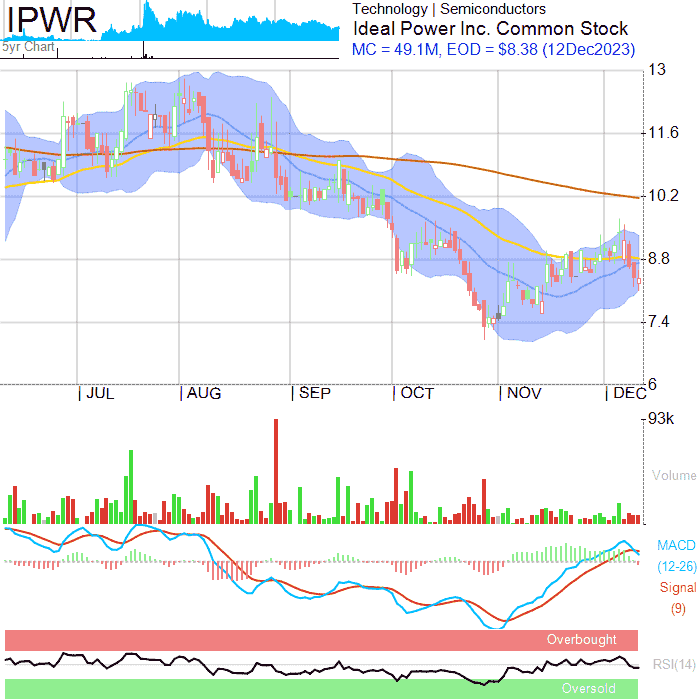 IPWR
5yr Chart
Technology | Semiconductors
Ideal Power Inc. Common Stock
MC = 49.1M, EOD = $8.38 (12Dec2023)
13
11.6
10.2
8.8
7.4
6
| JUL | AUG | SEP | OCT | NOV | DEC
93k
Volume
MACD
(12-26)
Signal
(9)
Overbought
RSI(14)
Oversold